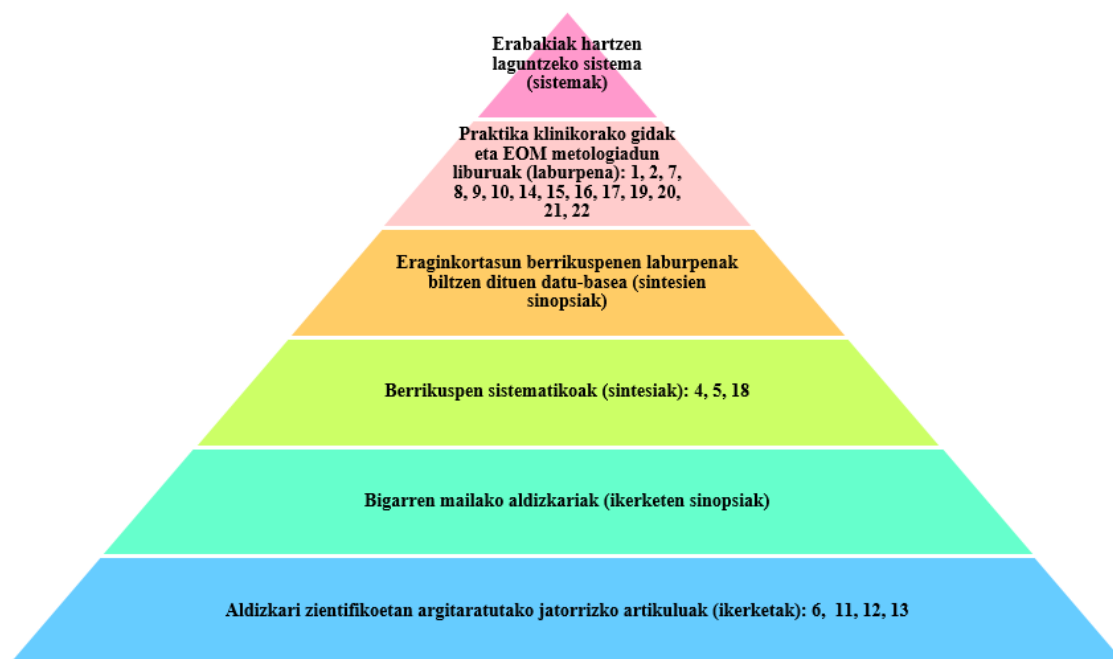 Erabakiak hartzen
laguntzeko sistema
(sistemak)
Praktika klinikorako gidak
eta EOM metologiadun
liburuak (laburpena): 1, 2, 7,
8, 9, 10, 14, 15, 16, 17, 19, 20,
21, 22
Eraginkortasun berrikuspenen laburpenak
biltzen dituen datu-basea (sintesien
sinopsiak)
Berrikuspen sistematikoak (sintesiak): 4, 5, 18
Bigarren mailako aldizkariak (ikerketen sinopsiak)
Aldizkari zientifikoetan argitaratutako jatorrizko artikuluak (ikerketak): 6, 11, 12, 13